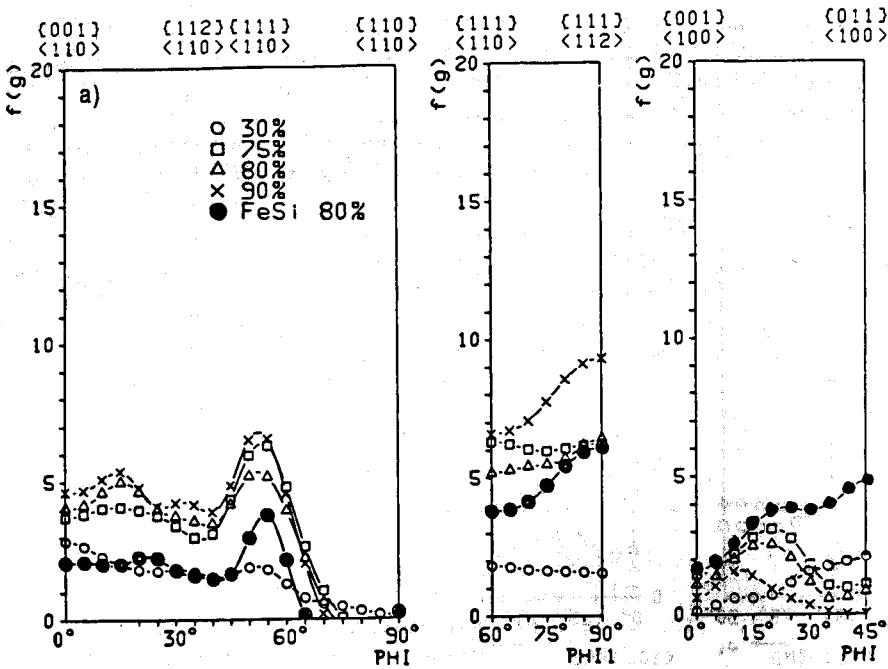 {001} {112} {111} {110}
<110> <110> <110> <110>
{111} {111}
<110> <112>
{001} {011}
<100> <100>
f(g) 20 15 10 5 0
a)
30%
75%
80%
90%
FeSi 80%
0° 30° 60° 90°
PHI
f(g) 20 15 10 5 0
60° 75° 90°
PHI1
f(g) 20 15 10 5 0
0° 15° 30° 45°
PHI